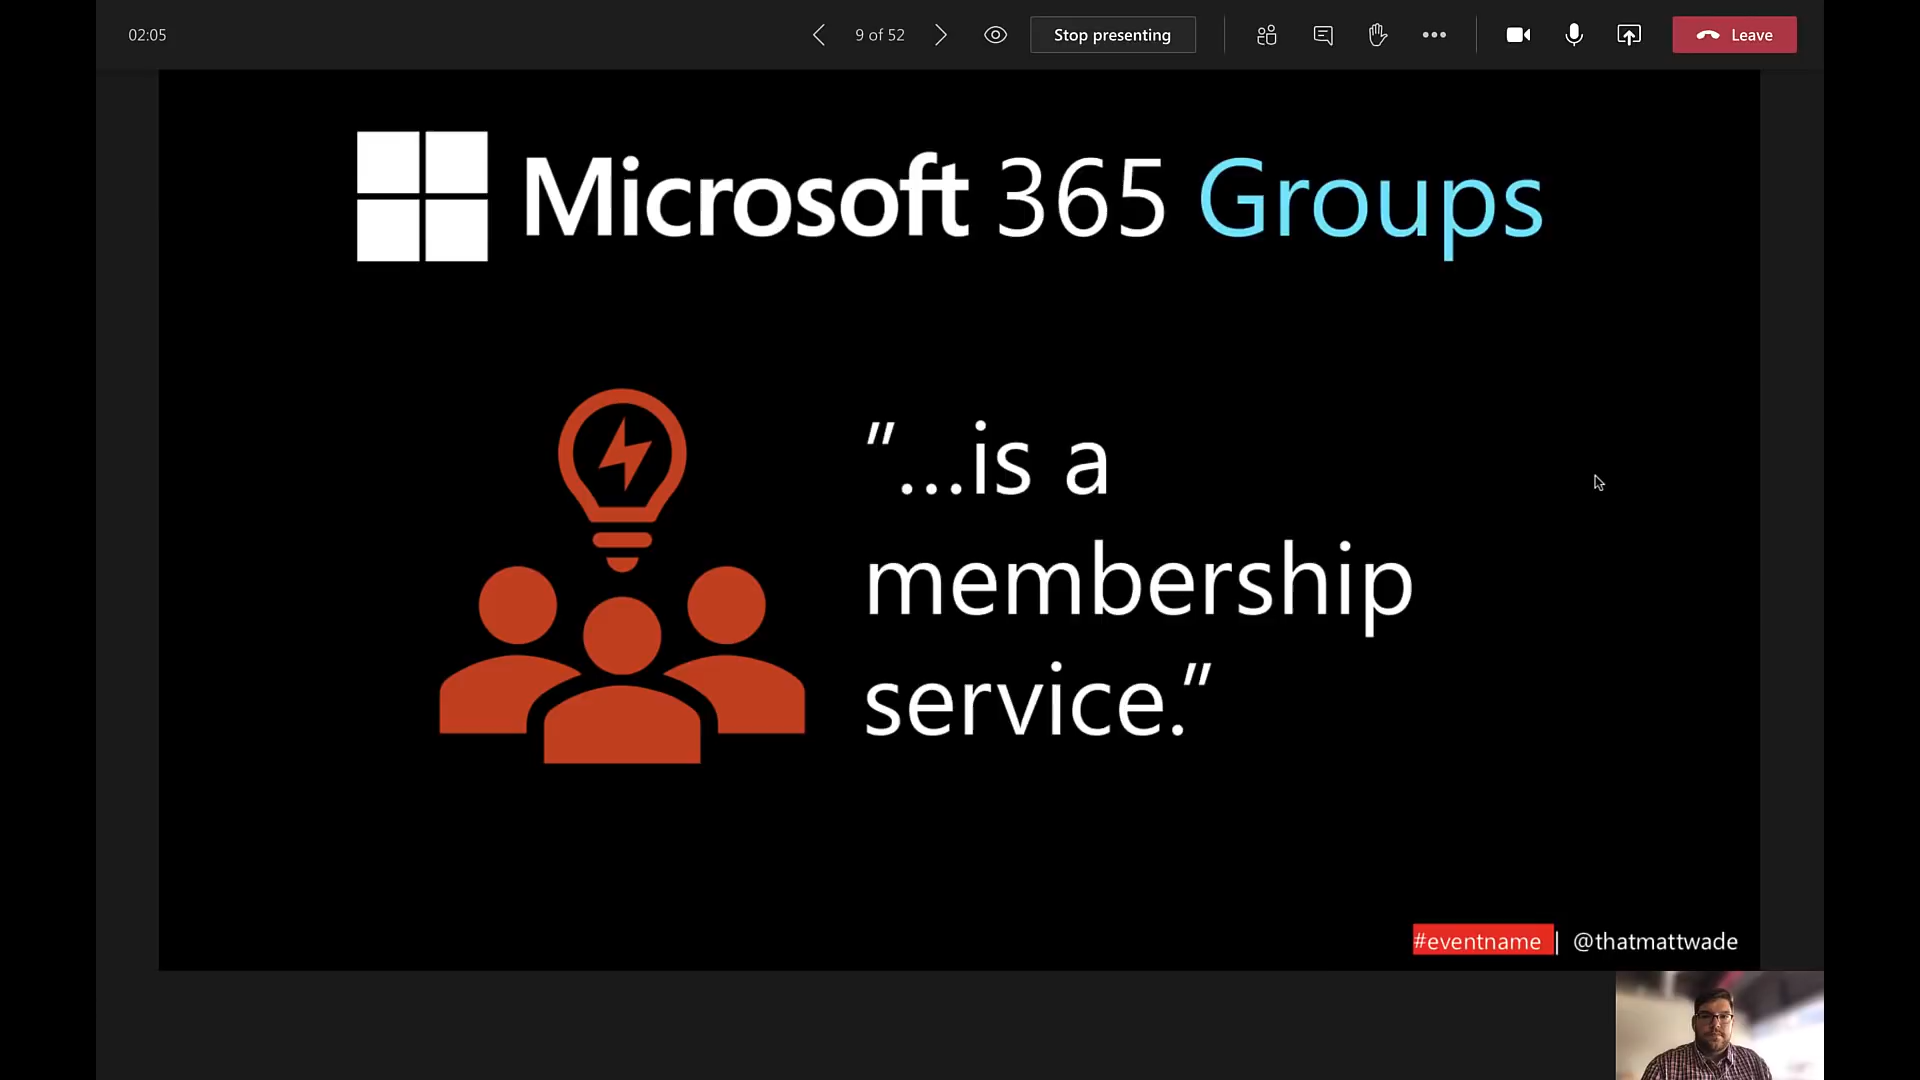 02:05
9 of 52
Stop presenting
Leave
Microsoft 365 Groups
"...is a
membership
service."
#eventname | @thatmattwade